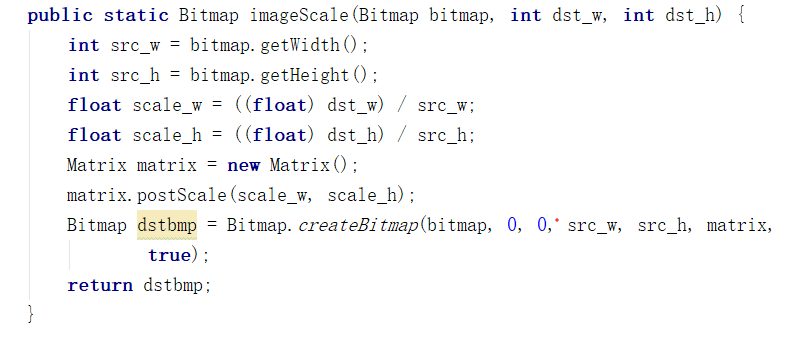 public static Bitmap imageScale(Bitmap bitmap, int dst_w, int dst_h) {
int src_w = bitmap.getWidth();
int src_h = bitmap.getHeight();
float scale_w = ((float) dst_w) / src_w;
float scale_h = ((float) dst_h) / src_h;
Matrix matrix = new Matrix();
matrix.postScale(scale_w, scale_h);
Bitmap dstbmp = Bitmap.createBitmap(bitmap, 0, 0, src_w, src_h, matrix,
true);
return dstbmp;
}